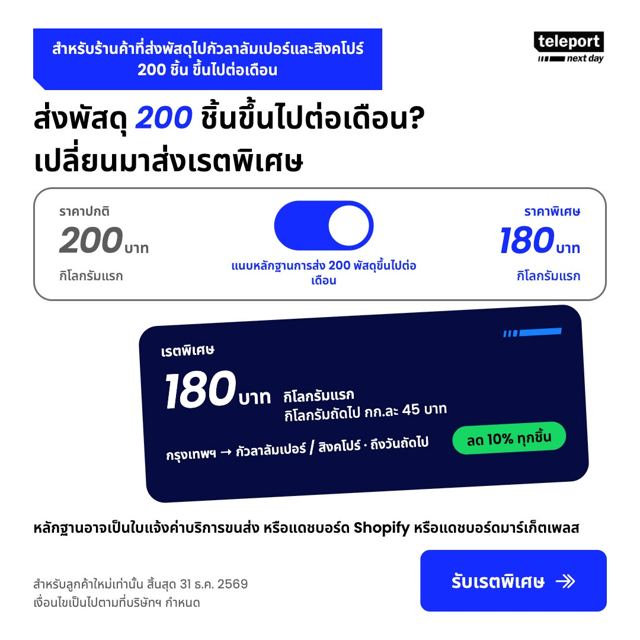 สำหรับร้านค้าที่ส่งพัสดุไปกัวลาลัมเปอร์และสิงคโปร์
200 ชิ้น ขึ้นไปต่อเดือน
teleport
next day
ส่งพัสดุ 200 ชิ้นขึ้นไปต่อเดือน?
เปลี่ยนมาส่งเรตพิเศษ
ราคาปกติ
200 บาท
กิโลกรัมแรก
แนบหลักฐานการส่ง 200 พัสดุขึ้นไปต่อ
เดือน
ราคาพิเศษ
180 บาท
กิโลกรัมแรก
เรตพิเศษ
180 บาท กิโลกรัมแรก
กิโลกรัมถัดไป กก.ละ 45 บาท
กรุงเทพฯ → กัวลาลัมเปอร์ / สิงคโปร์ · ถึงวันถัดไป
ลด 10% ทุกชิ้น
หลักฐานอาจเป็นใบแจ้งค่าบริการขนส่ง หรือแดชบอร์ด Shopify หรือแดชบอร์ดมาร์เก็ตเพลส
สำหรับลูกค้าใหม่เท่านั้น สิ้นสุด 31 ธ.ค. 2569
เงื่อนไขเป็นไปตามที่บริษัทฯ กำหนด
รับเรตพิเศษ